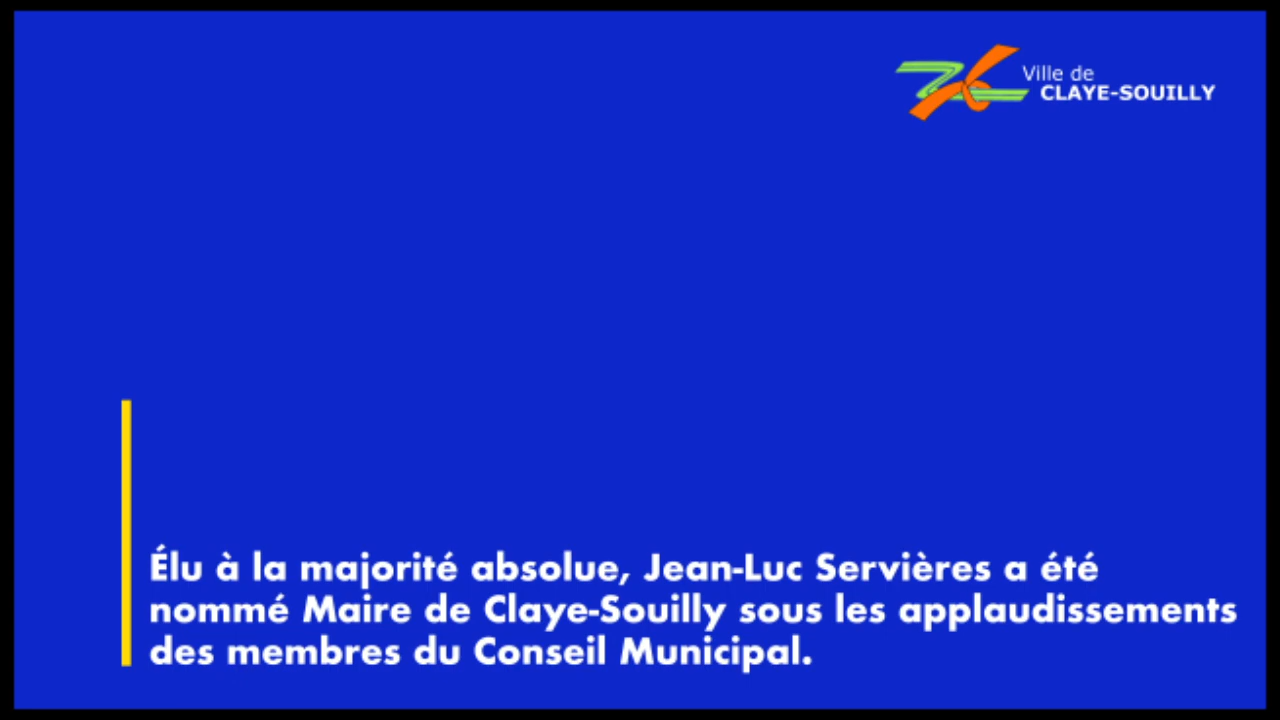 Ville de
CLAYE-SOUILLY
Élu à la majorité absolue, Jean-Luc Servières a été
nommé Maire de Claye-Souilly sous les applaudissements
des membres du Conseil Municipal.